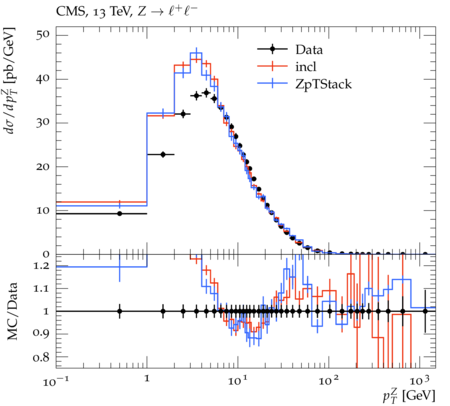 CMS, 13 TeV, Z → ℓ⁺ℓ⁻
dσ/dp_T^Z [pb/GeV]
50
40
30
20
10
0
Data
incl
ZpTStack
MC/Data
1.2
1.1
1
0.9
0.8
10⁻¹ 1 10¹ 10² 10³
p_T^Z [GeV]